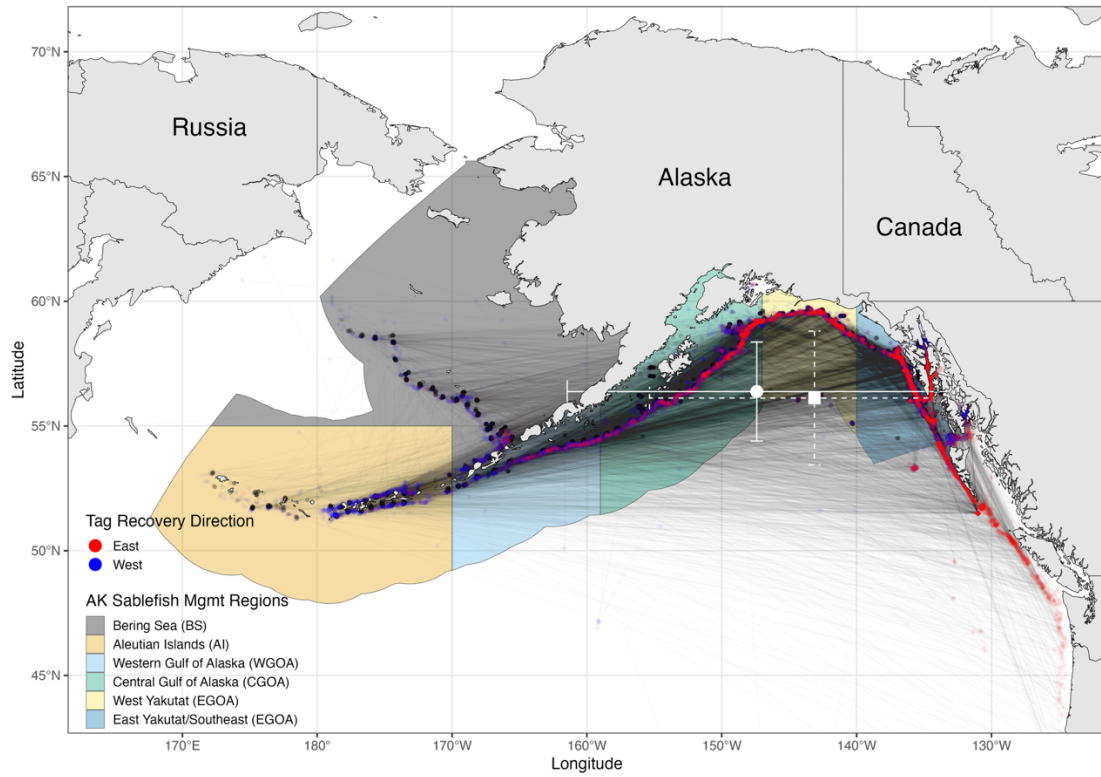 70°N
65°N
60°N
55°N
50°N
45°N
Latitude
Russia
Alaska
Canada
Tag Recovery Direction
East
West
AK Sablefish Mgmt Regions
Bering Sea (BS)
Aleutian Islands (AI)
Western Gulf of Alaska (WGOA)
Central Gulf of Alaska (CGOA)
West Yakutat (EGOA)
East Yakutat/Southeast (EGOA)
170°E
180°
170°W
160°W
150°W
140°W
130°W
Longitude